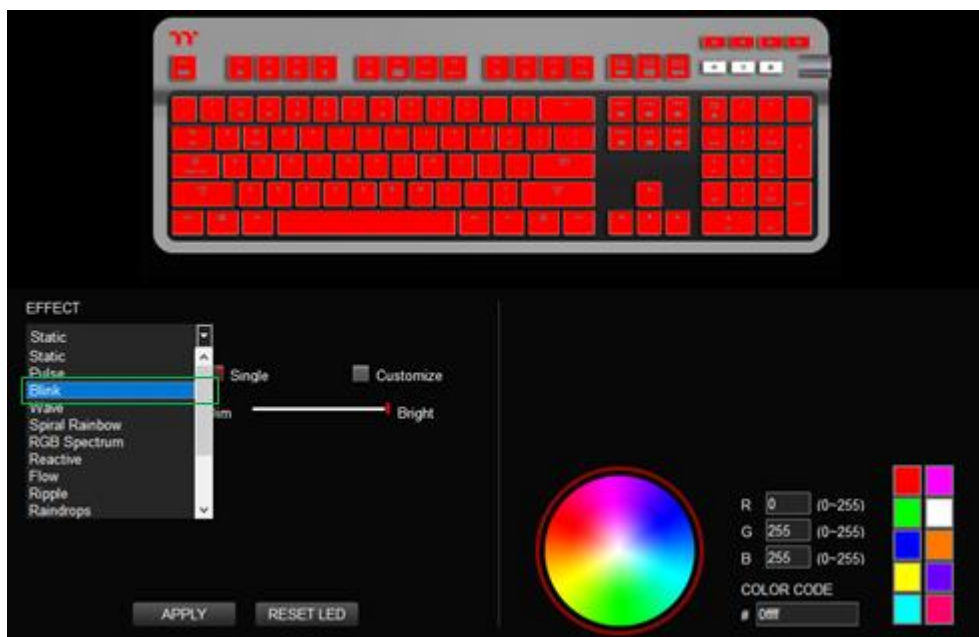 EFFECT
Static
Static
Pulse
Blink
Wave
Spiral Rainbow
RGB Spectrum
Reactive
Flow
Ripple
Raindrops
Single
Customize
Bright
APPLY
RESET LED
R 0 (0~255)
G 255 (0~255)
B 255 (0~255)
COLOR CODE
# 0ffff